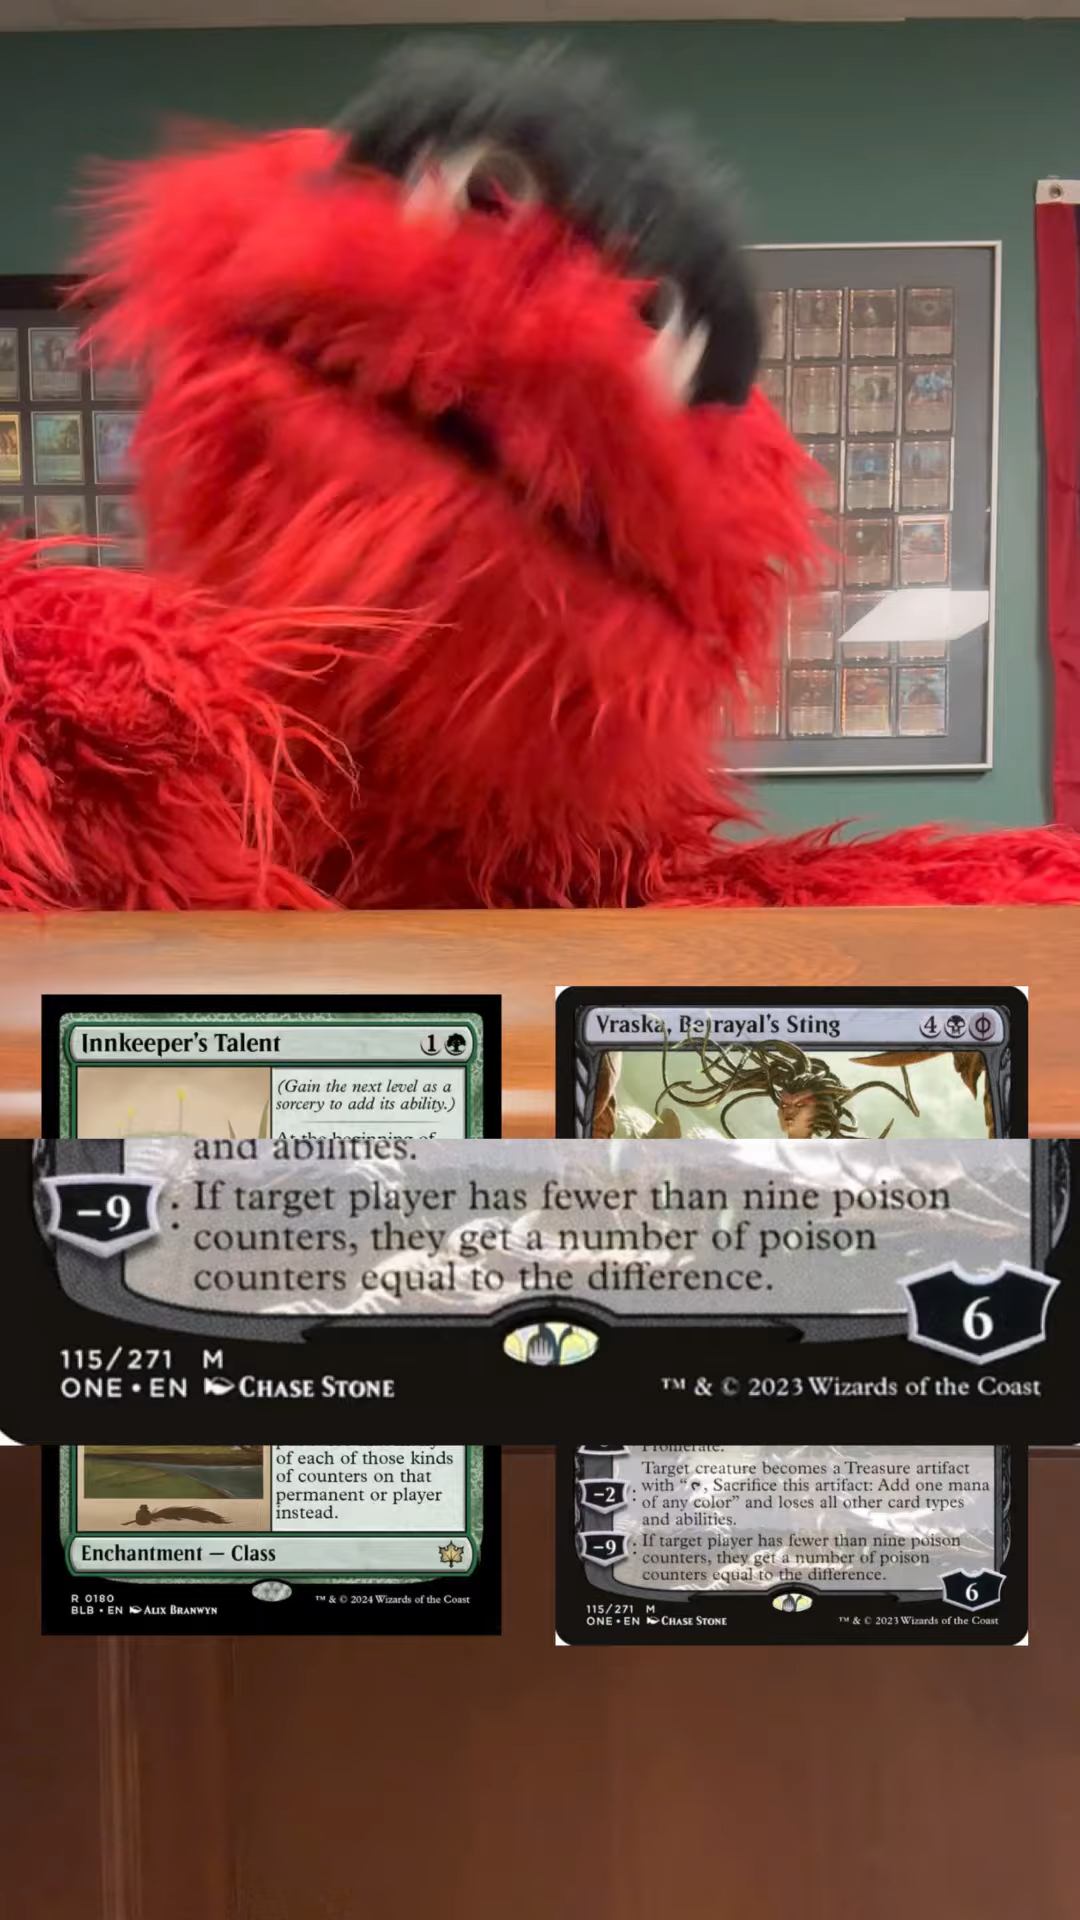 Innkeeper's Talent 1
(Gain the next level as a
sorcery to add its ability.)
At the beginning of
Vraska, Betrayal's Sting 4
and abilities.
−9 : If target player has fewer than nine poison
counters, they get a number of poison
counters equal to the difference.
6
115/271 M
ONE • EN CHASE STONE
™ & © 2023 Wizards of the Coast
of each of those kinds
of counters on that
permanent or player
instead.
Enchantment — Class
R 0180
BLB • EN ALIX BRANWYN
™ & © 2024 Wizards of the Coast
Proliferate.
Target creature becomes a Treasure artifact
−2 : with “, Sacrifice this artifact: Add one mana
of any color” and loses all other card types
and abilities.
−9 : If target player has fewer than nine poison
counters, they get a number of poison
counters equal to the difference.
6
115/271 M
ONE • EN CHASE STONE
™ & © 2023 Wizards of the Coast